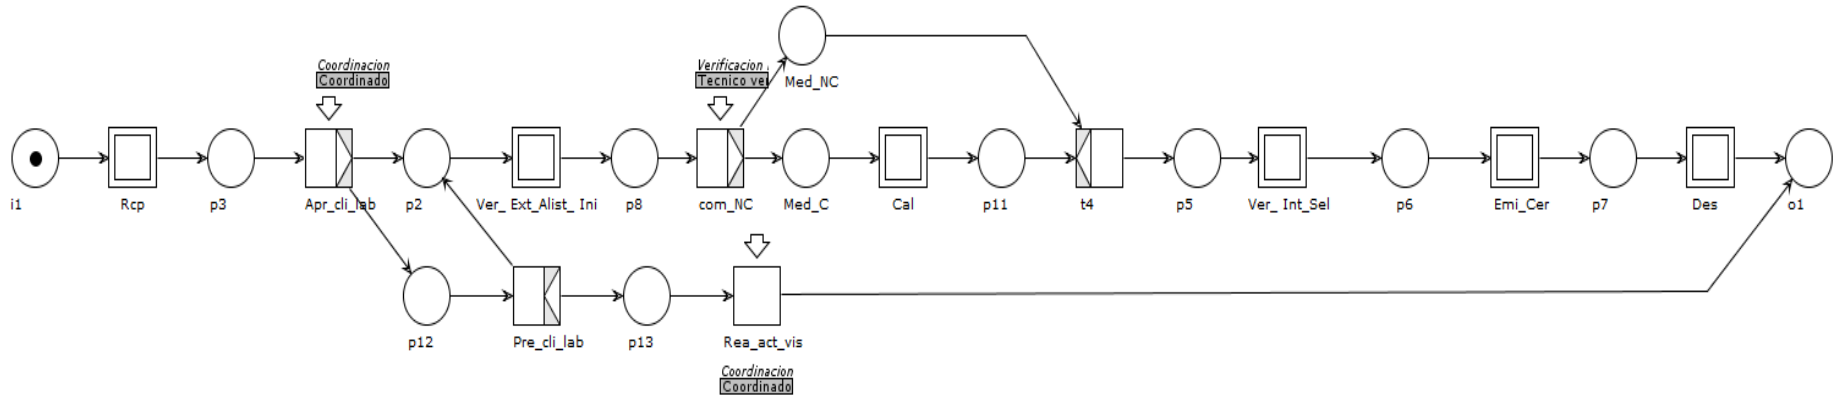 Coordinacion
Coordinado
Verificacion
Tecnico ver
Med_NC
i1
Rcp
p3
Apr_cli_lab
p2
Ver_ Ext_Alist_ Ini
p8
com_NC
Med_C
Cal
p11
t4
p5
Ver_ Int_Sel
p6
Emi_Cer
p7
Des
o1
p12
Pre_cli_lab
p13
Rea_act_vis
Coordinacion
Coordinado